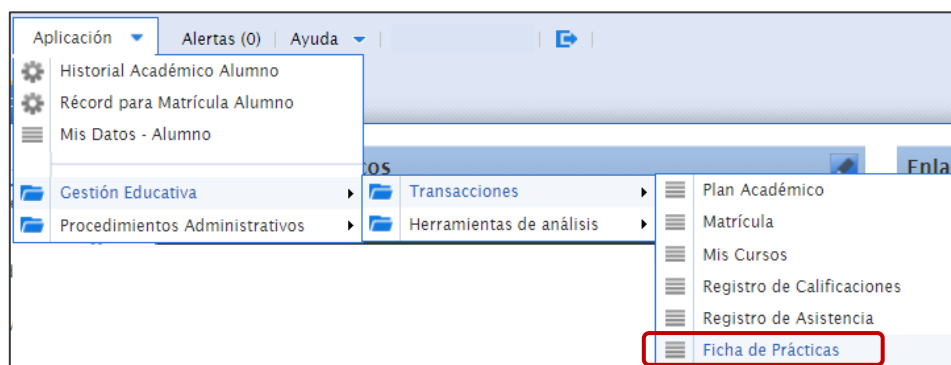 Aplicación Alertas (0) Ayuda
Historial Académico Alumno
Récord para Matrícula Alumno
Mis Datos - Alumno
Gestión Educativa Transacciones Plan Académico
Procedimientos Administrativos Herramientas de análisis Matrícula
Mis Cursos
Registro de Calificaciones
Registro de Asistencia
Ficha de Prácticas